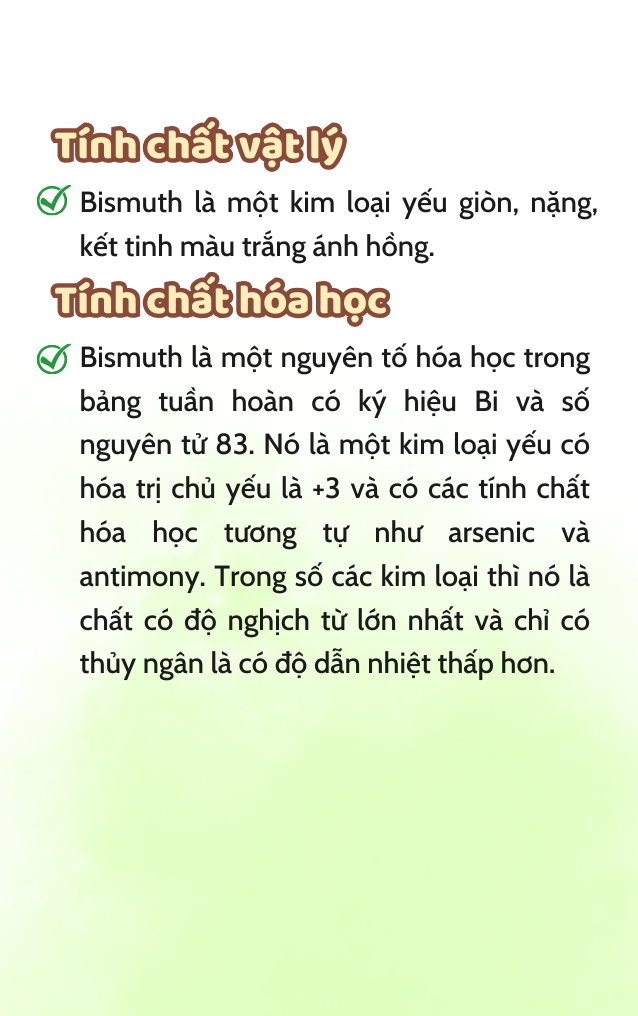 Tính chất vật lý
Bismuth là một kim loại yếu giòn, nặng,
kết tinh màu trắng ánh hồng.
Tính chất hóa học
Bismuth là một nguyên tố hóa học trong
bảng tuần hoàn có ký hiệu Bi và số
nguyên tử 83. Nó là một kim loại yếu có
hóa trị chủ yếu là +3 và có các tính chất
hóa học tương tự như arsenic và
antimony. Trong số các kim loại thì nó là
chất có độ nghịch từ lớn nhất và chỉ có
thủy ngân là có độ dẫn nhiệt thấp hơn.